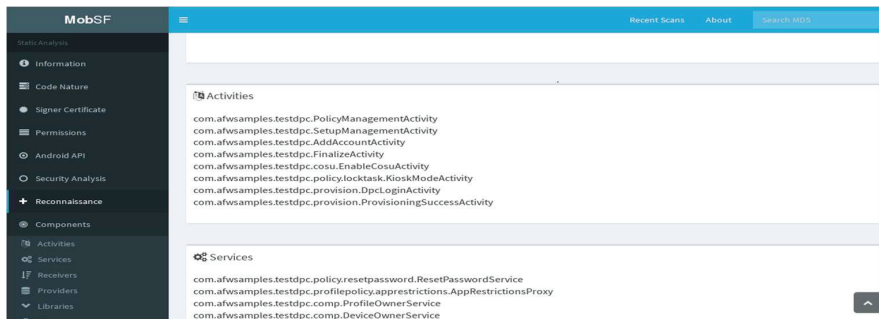 MobSF
Recent Scans
About
Search MD5
Static Analysis
Information
Code Nature
Signer Certificate
Permissions
Android API
Security Analysis
Reconnaissance
Components
Activities
Services
Receivers
Providers
Libraries
Activities
com.afwsamples.testdpc.PolicyManagementActivity
com.afwsamples.testdpc.SetupManagementActivity
com.afwsamples.testdpc.AddAccountActivity
com.afwsamples.testdpc.FinalizeActivity
com.afwsamples.testdpc.cosu.EnableCosuActivity
com.afwsamples.testdpc.policy.locktask.KioskModeActivity
com.afwsamples.testdpc.provision.DpcLoginActivity
com.afwsamples.testdpc.provision.ProvisioningSuccessActivity
Services
com.afwsamples.testdpc.policy.resetpassword.ResetPasswordService
com.afwsamples.testdpc.profilepolicy.apprestrictions.AppRestrictionsProxy
com.afwsamples.testdpc.comp.ProfileOwnerService
com.afwsamples.testdpc.comp.DeviceOwnerService